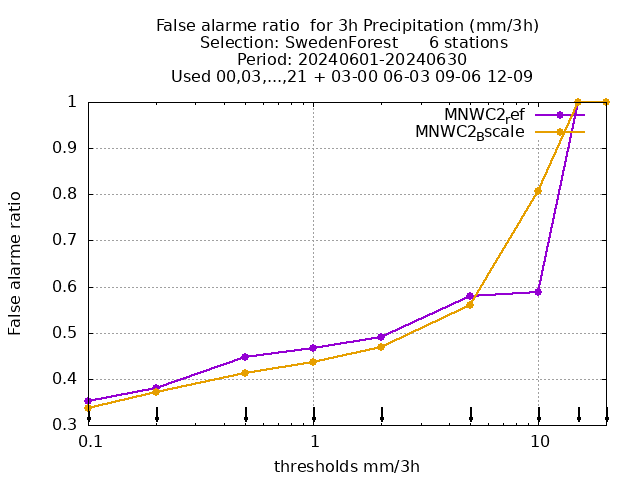 False alarme ratio  for 3h Precipitation (mm/3h)
Selection: SwedenForest      6 stations
Period: 20240601-20240630
Used 00,03,...,21 + 03-00 06-03 09-06 12-09
MNWC2ref
MNWC2Bscale
1
0.9
0.8
0.7
0.6
0.5
0.4
0.3
False alarme ratio
0.1
1
10
thresholds mm/3h